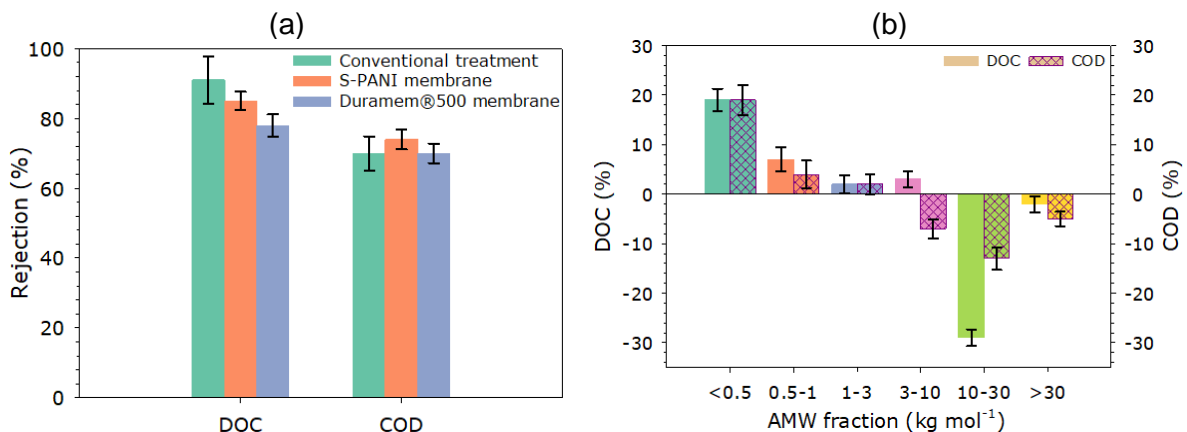 (a)
Rejection (%)
100
80
60
40
20
0
Conventional treatment
S-PANI membrane
Duramem®500 membrane
DOC
COD
(b)
DOC (%)
30
20
10
0
-10
-20
-30
DOC
COD
30
20
10
0
-10
-20
-30
COD (%)
<0.5 0.5-1 1-3 3-10 10-30 >30
AMW fraction (kg mol⁻¹)